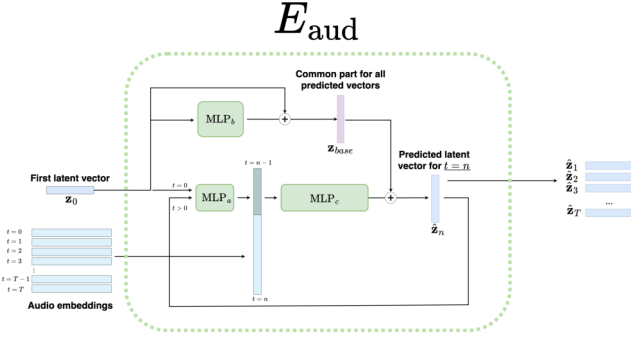 E_aud
Common part for all
predicted vectors
MLP_b
+
z_base
Predicted latent
vector for t = n
First latent vector
z_0
t = 0
t > 0
MLP_a
t = n − 1
MLP_c
+
ẑ_n
t = n
t = 0
t = 1
t = 2
t = 3
⋮
t = T − 1
t = T
Audio embeddings
ẑ_1
ẑ_2
ẑ_3
...
ẑ_T